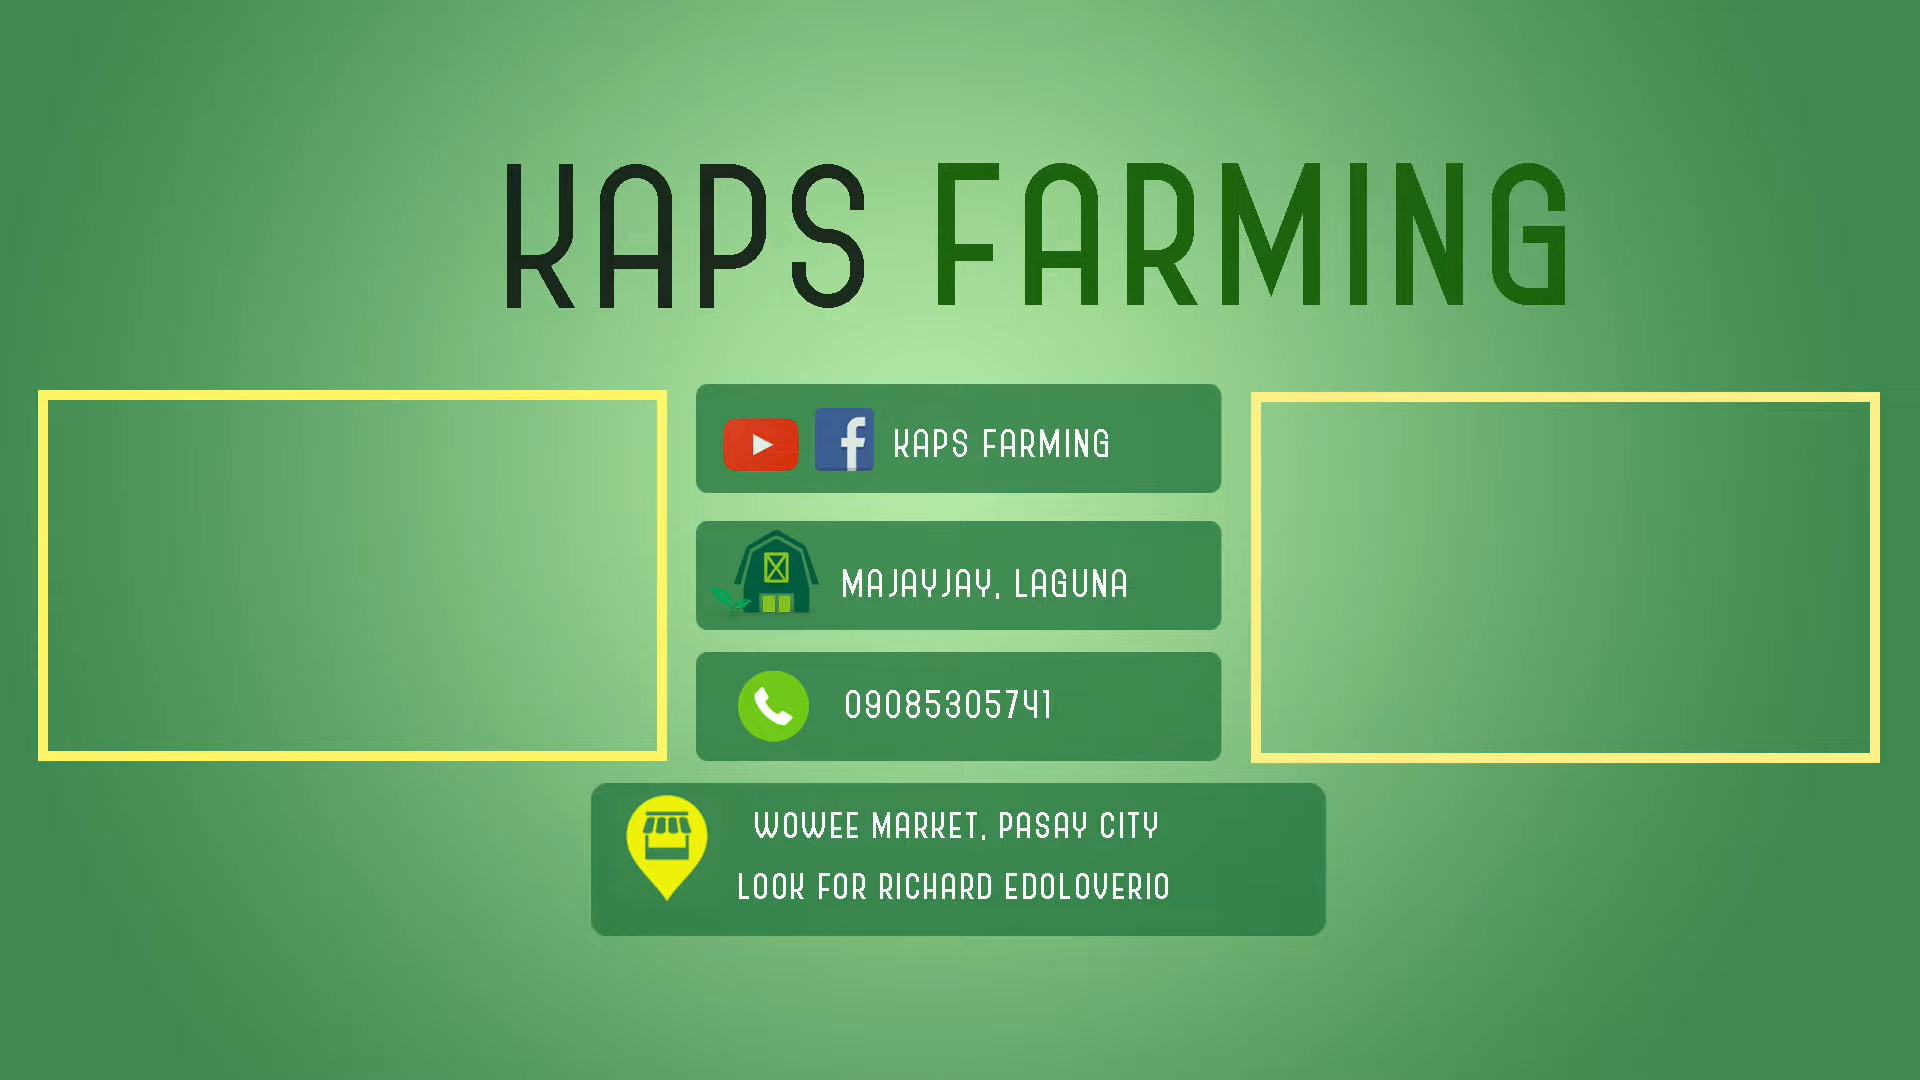 KAPS FARMING
KAPS FARMING
MAJAYJAY, LAGUNA
09085305741
WOWEE MARKET, PASAY CITY
LOOK FOR RICHARD EDOLOVERIO